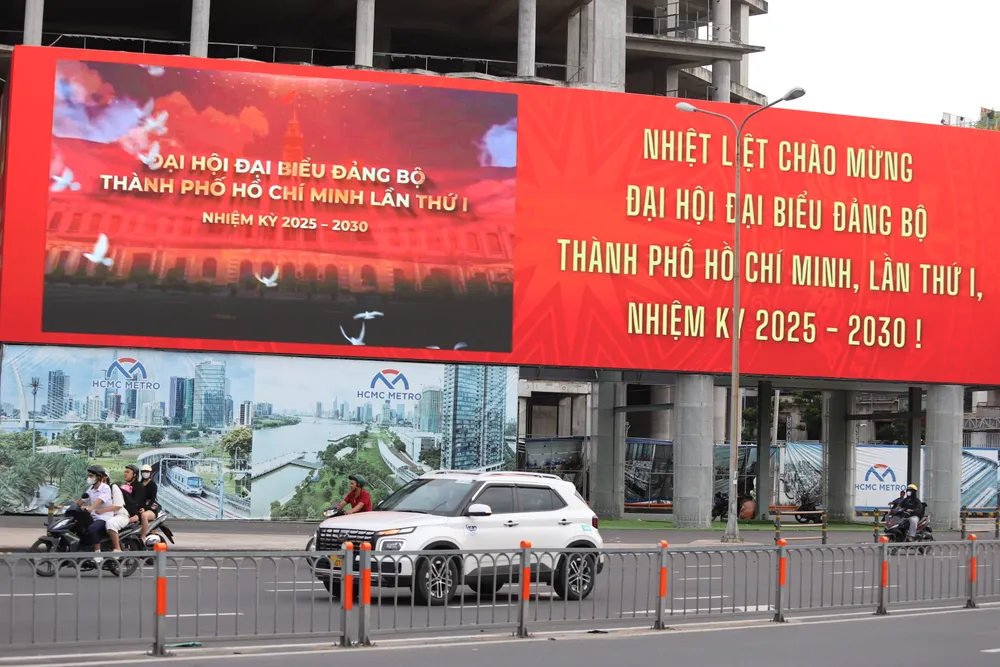 ĐẠI HỘI ĐẠI BIỂU ĐẢNG BỘ
THÀNH PHỐ HỒ CHÍ MINH LẦN THỨ I
NHIỆM KỲ 2025 – 2030
NHIỆT LIỆT CHÀO MỪNG
ĐẠI HỘI ĐẠI BIỂU ĐẢNG BỘ
THÀNH PHỐ HỒ CHÍ MINH, LẦN THỨ I,
NHIỆM KỲ 2025 – 2030 !
HCMC METRO
HCMC METRO
HCMC METRO